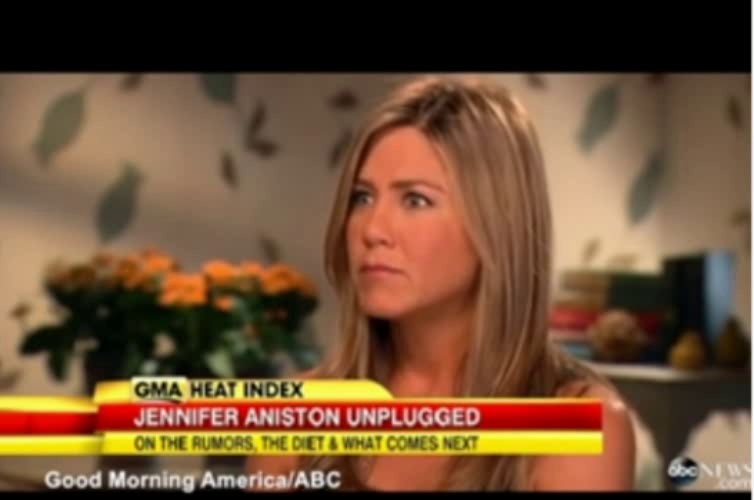 GMA HEAT INDEX
JENNIFER ANISTON UNPLUGGED
ON THE RUMORS, THE DIET & WHAT COMES NEXT
Good Morning America/ABC
abc NEWS
.com